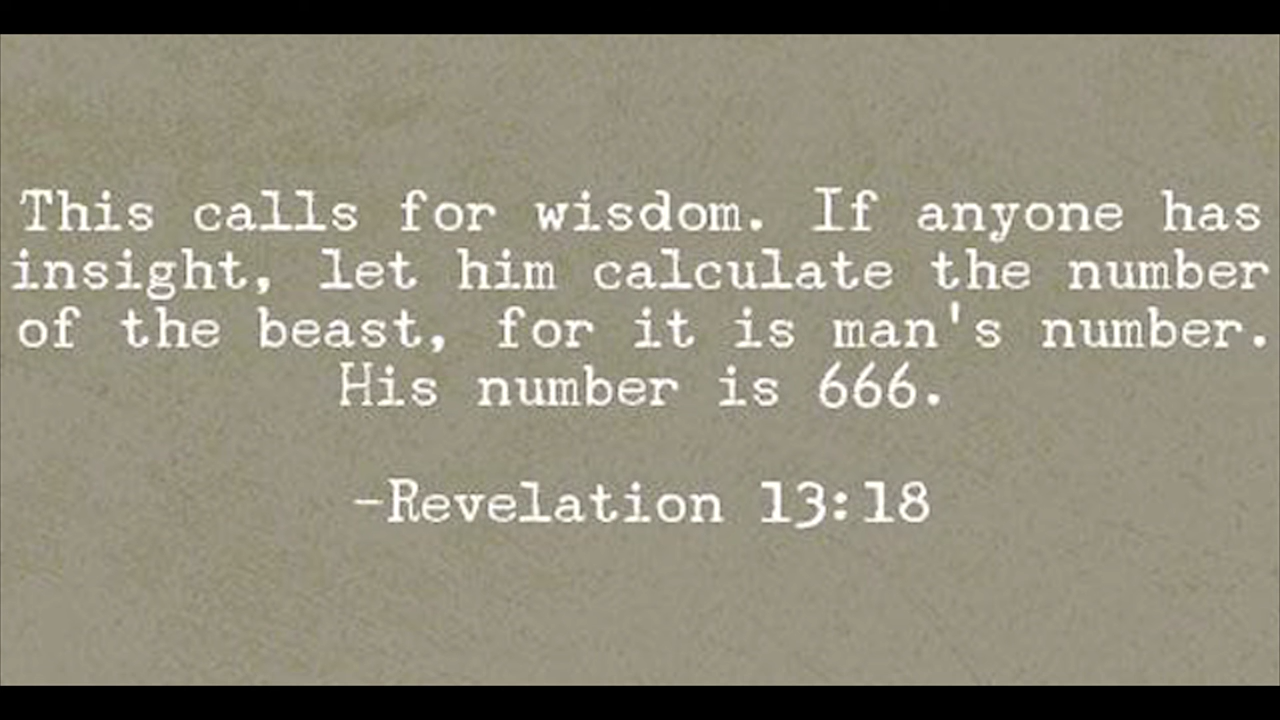 This calls for wisdom. If anyone has
insight, let him calculate the number
of the beast, for it is man's number.
His number is 666.
-Revelation 13:18